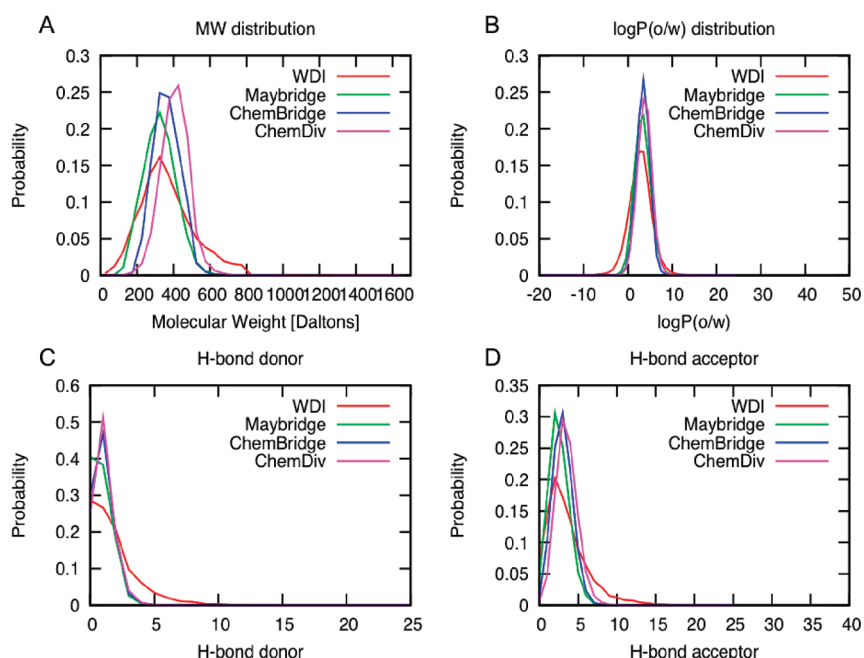 A
MW distribution
0.3
0.25
0.2
0.15
0.1
0.05
0
Probability
WDI
Maybridge
ChemBridge
ChemDiv
0 200 400 600 800 1000 1200 1400 1600
Molecular Weight [Daltons]
B
logP(o/w) distribution
0.3
0.25
0.2
0.15
0.1
0.05
0
Probability
WDI
Maybridge
ChemBridge
ChemDiv
-20 -10 0 10 20 30 40 50
logP(o/w)
C
H-bond donor
0.6
0.5
0.4
0.3
0.2
0.1
0
Probability
WDI
Maybridge
ChemBridge
ChemDiv
0 5 10 15 20 25
H-bond donor
D
H-bond acceptor
0.35
0.3
0.25
0.2
0.15
0.1
0.05
0
Probability
WDI
Maybridge
ChemBridge
ChemDiv
0 5 10 15 20 25 30 35 40
H-bond acceptor